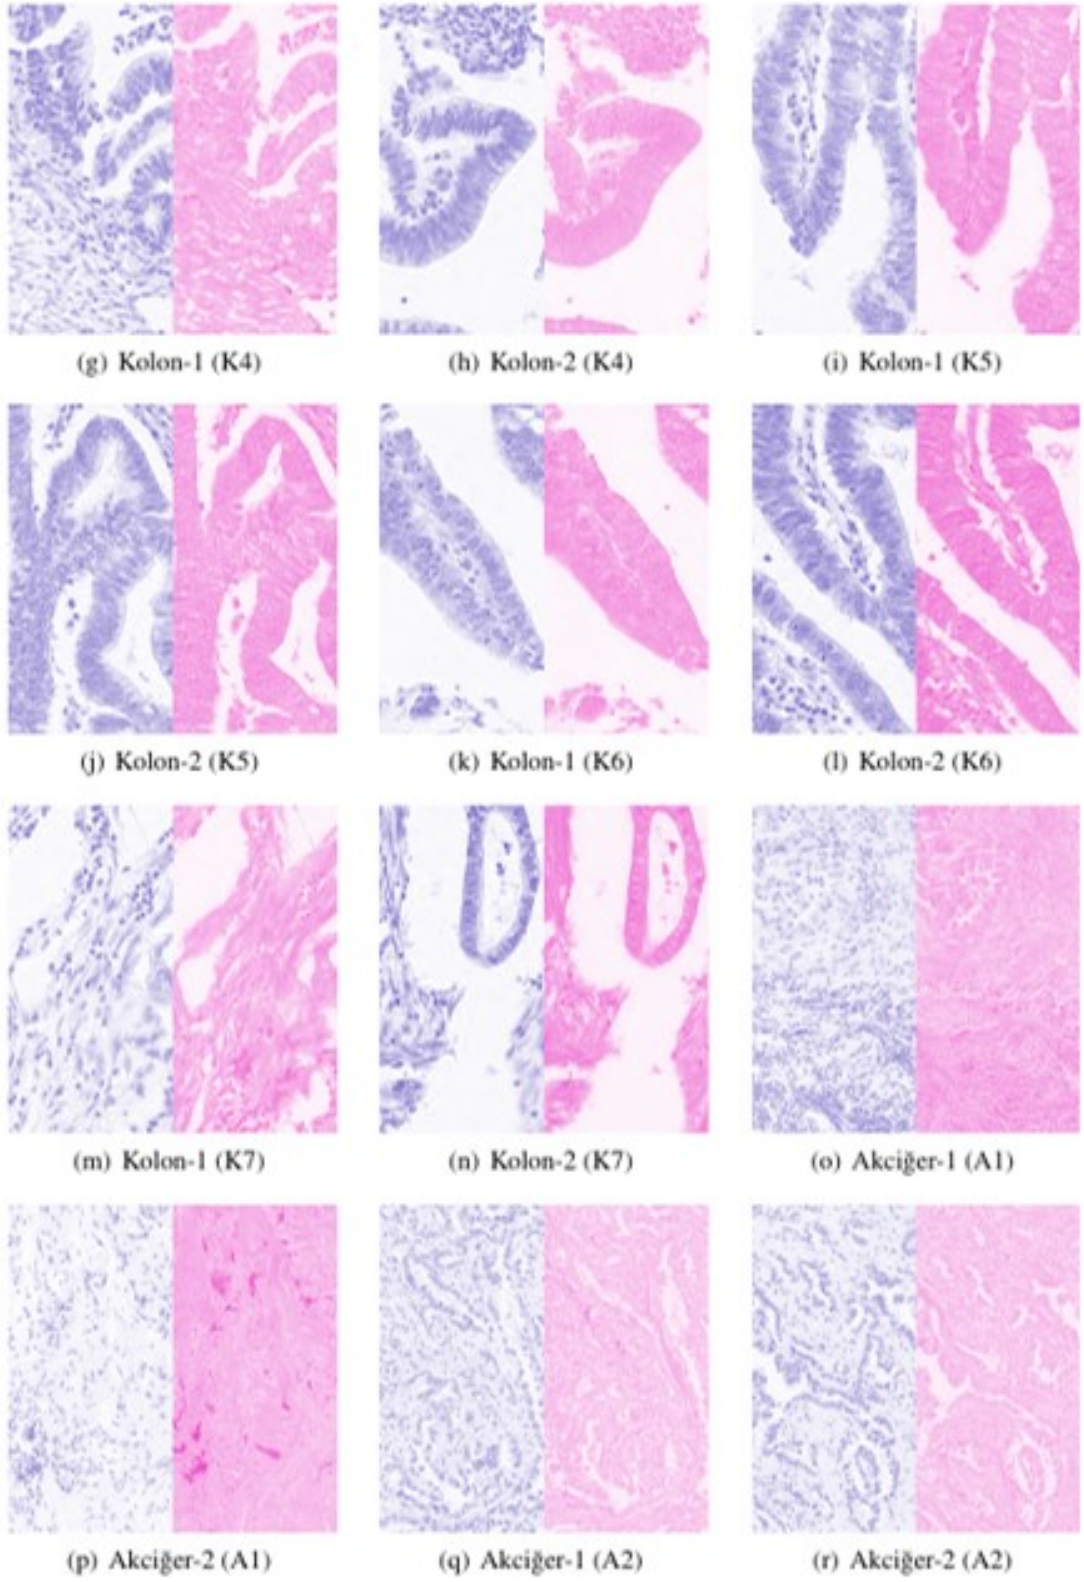 (g) Kolon-1 (K4)
(h) Kolon-2 (K4)
(i) Kolon-1 (K5)
(j) Kolon-2 (K5)
(k) Kolon-1 (K6)
(l) Kolon-2 (K6)
(m) Kolon-1 (K7)
(n) Kolon-2 (K7)
(o) Akciğer-1 (A1)
(p) Akciğer-2 (A1)
(q) Akciğer-1 (A2)
(r) Akciğer-2 (A2)